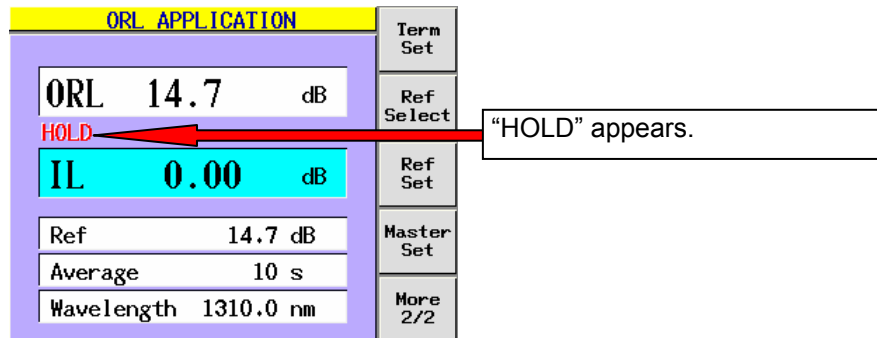 ORL APPLICATION
ORL 14.7 dB
HOLD
IL 0.00 dB
Ref 14.7 dB
Average 10 s
Wavelength 1310.0 nm
Term
Set
Ref
Select
Ref
Set
Master
Set
More
2/2
“HOLD” appears.